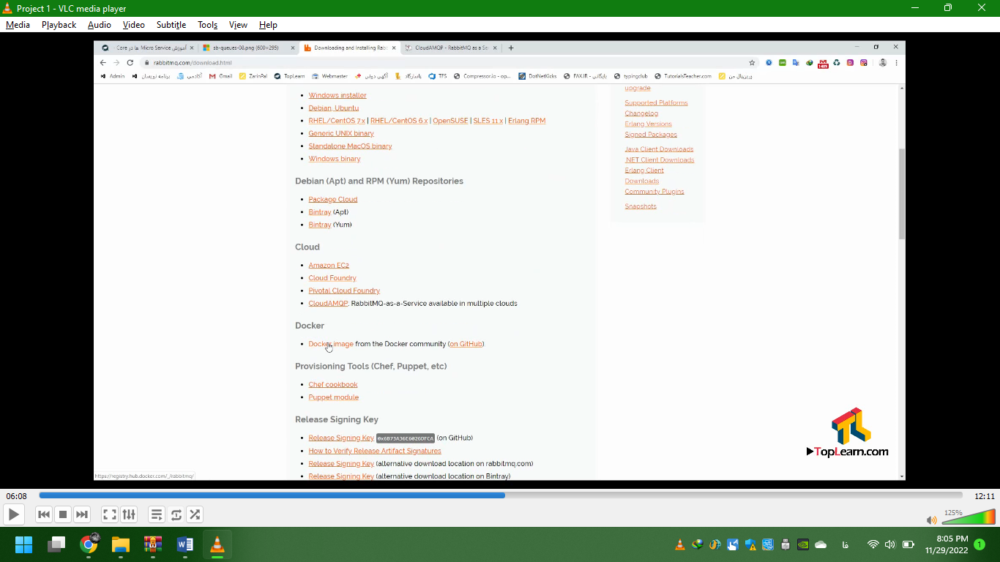 Project 1 - VLC media player
Media Playback Audio Video Subtitle Tools View Help
آموزش Micro Service ها در Core -
sb-queues-08.png (600×295)
Downloading and Installing Rabb
CloudAMQP - RabbitMQ as a Se
rabbitmq.com/download.html
1409
Admin
برنامه نویسان
آکادمی
Gmail
ZarinPal
TopLearn
Webmaster
آگهی دولتی
پاسارگاد
TFS
Compressor.io - op...
DotNetKicks
FAX.IR - بایگانی
typingclub
TutorialsTeacher.com
upgrade
Windows installer
Debian, Ubuntu
RHEL/CentOS 7.x | RHEL/CentOS 6.x | OpenSUSE | SLES 11.x | Erlang RPM
Generic UNIX binary
Standalone MacOS binary
Windows binary
Supported Platforms
Changelog
Erlang Versions
Signed Packages
Java Client Downloads
.NET Client Downloads
Erlang Client
Downloads
Community Plugins
Snapshots
Debian (Apt) and RPM (Yum) Repositories
Package Cloud
Bintray (Apt)
Bintray (Yum)
Cloud
Amazon EC2
Cloud Foundry
Pivotal Cloud Foundry
CloudAMQP: RabbitMQ-as-a-Service available in multiple clouds
Docker
Docker image from the Docker community (on GitHub)
Provisioning Tools (Chef, Puppet, etc)
Chef cookbook
Puppet module
Release Signing Key
Release Signing Key 0x6B73A36E6026DFCA (on GitHub)
How to Verify Release Artifact Signatures
Release Signing Key (alternative download location on rabbitmq.com)
Release Signing Key (alternative download location on Bintray)
TopLearn.com
https://registry.hub.docker.com/_/rabbitmq/
06:08
12:11
125%
فا
8:05 PM
11/29/2022
1